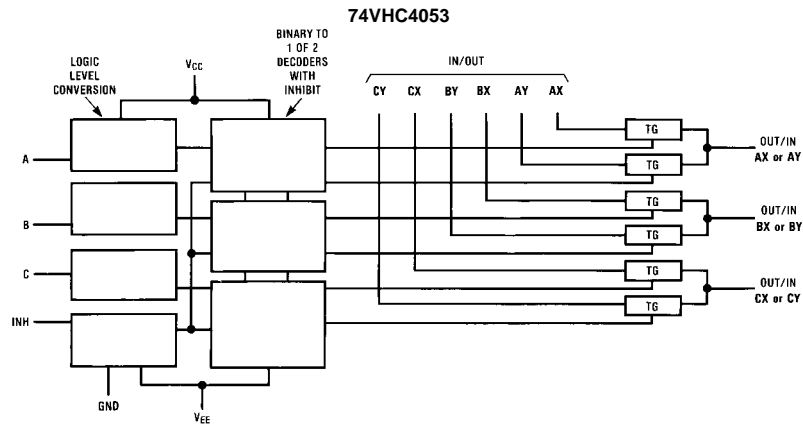 74VHC4053
BINARY TO
1 OF 2
DECODERS
WITH
INHIBIT
LOGIC
LEVEL
CONVERSION
VCC
IN/OUT
CY CX BY BX AY AX
TG
OUT/IN
AX or AY
A
TG
TG
OUT/IN
BX or BY
B
TG
TG
C
OUT/IN
CX or CY
TG
INH
GND
VEE